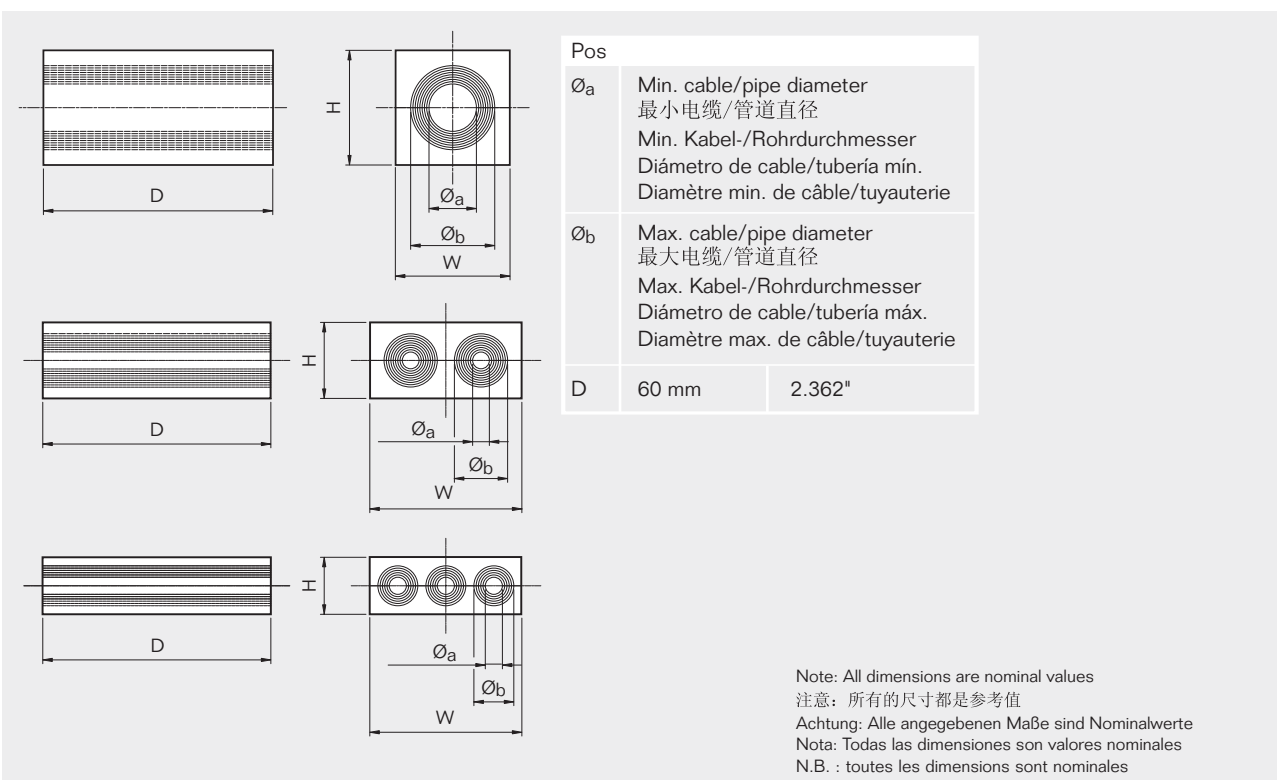 D
H
Øa
Øb
W
D
H
Øa
Øb
W
D
H
Øa
Øb
W
Pos
Øa
Min. cable/pipe diameter
最小电缆/管道直径
Min. Kabel-/Rohrdurchmesser
Diámetro de cable/tubería mín.
Diamètre min. de câble/tuyauterie
Øb
Max. cable/pipe diameter
最大电缆/管道直径
Max. Kabel-/Rohrdurchmesser
Diámetro de cable/tubería máx.
Diamètre max. de câble/tuyauterie
D 60 mm 2.362"
Note: All dimensions are nominal values
注意：所有的尺寸都是参考值
Achtung: Alle angegebenen Maße sind Nominalwerte
Nota: Todas las dimensiones son valores nominales
N.B. : toutes les dimensions sont nominales